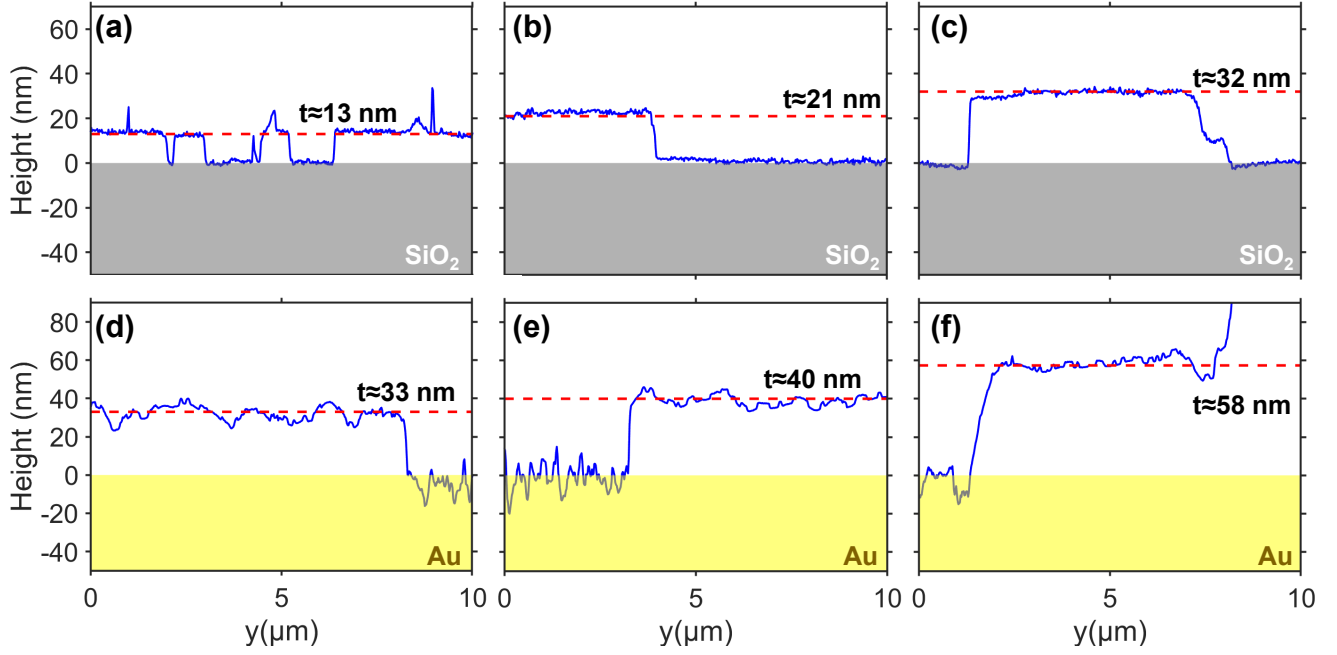 (a)
(b)
(c)
t≈13 nm
t≈21 nm
t≈32 nm
Height (nm)
60
40
20
0
-20
-40
SiO₂
SiO₂
SiO₂
(d)
(e)
(f)
t≈33 nm
t≈40 nm
t≈58 nm
Height (nm)
80
60
40
20
0
-20
-40
Au
Au
Au
0
5
10
0
5
10
0
5
10
y(μm)
y(μm)
y(μm)